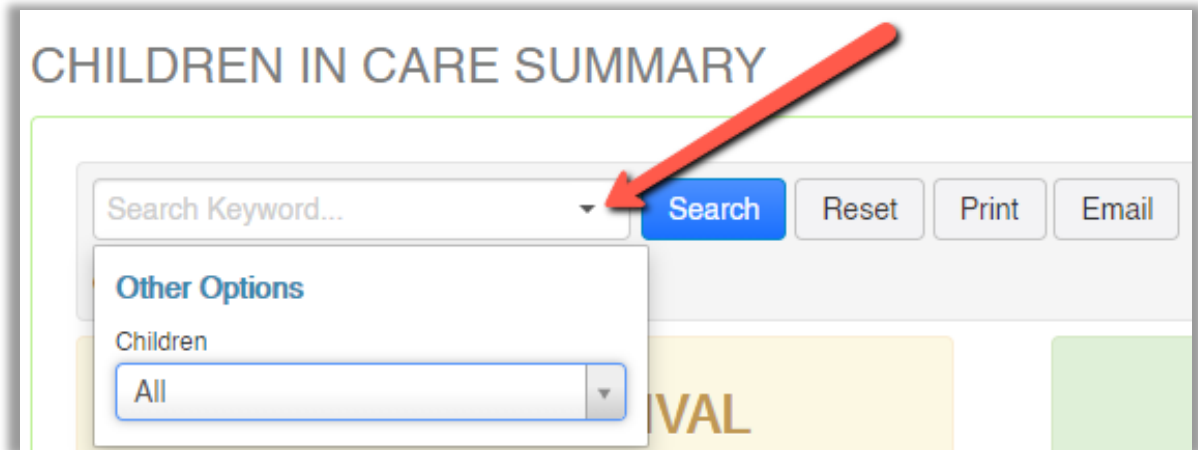 CHILDREN IN CARE SUMMARY
Search Keyword... Search Reset Print Email
Other Options
Children
All
IVAL